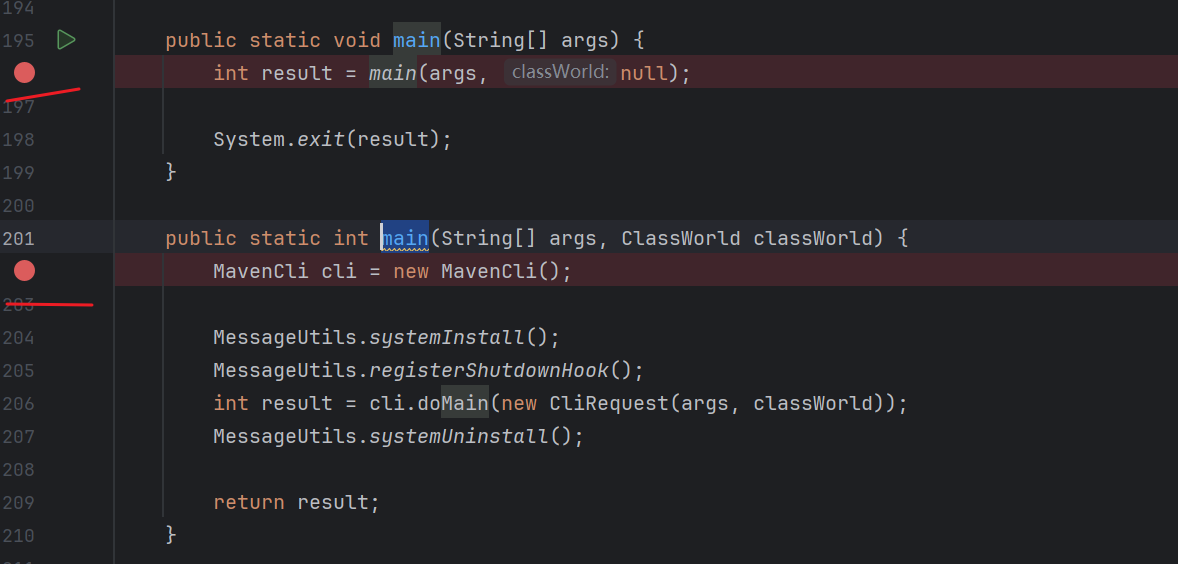 194
195 public static void main(String[] args) {
int result = main(args, classWorld: null);
197
198 System.exit(result);
199 }
200
201 public static int main(String[] args, ClassWorld classWorld) {
MavenCli cli = new MavenCli();
203
204 MessageUtils.systemInstall();
205 MessageUtils.registerShutdownHook();
206 int result = cli.doMain(new CliRequest(args, classWorld));
207 MessageUtils.systemUninstall();
208
209 return result;
210 }